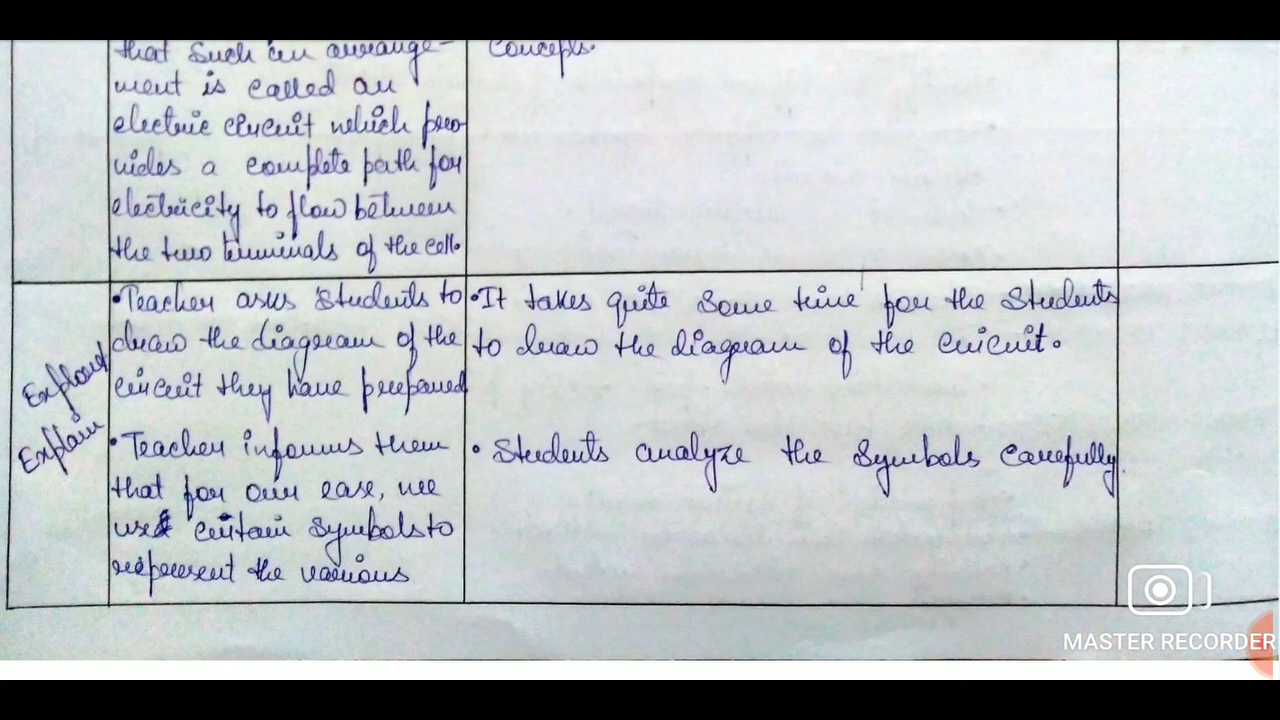 that such an arrange-
ment is called an
electric circuit which pro-
vides a complete path for
electricity to flow between
the two terminals of the cell.
concepts.
Explore/
Explain
• Teacher asks students to
draw the diagram of the
circuit they have prepared
• Teacher informs them
that for our ease, we
use certain symbols to
represent the various
• It takes quite some time for the students
to draw the diagram of the circuit.
• Students analyze the symbols carefully.
MASTER RECORDER